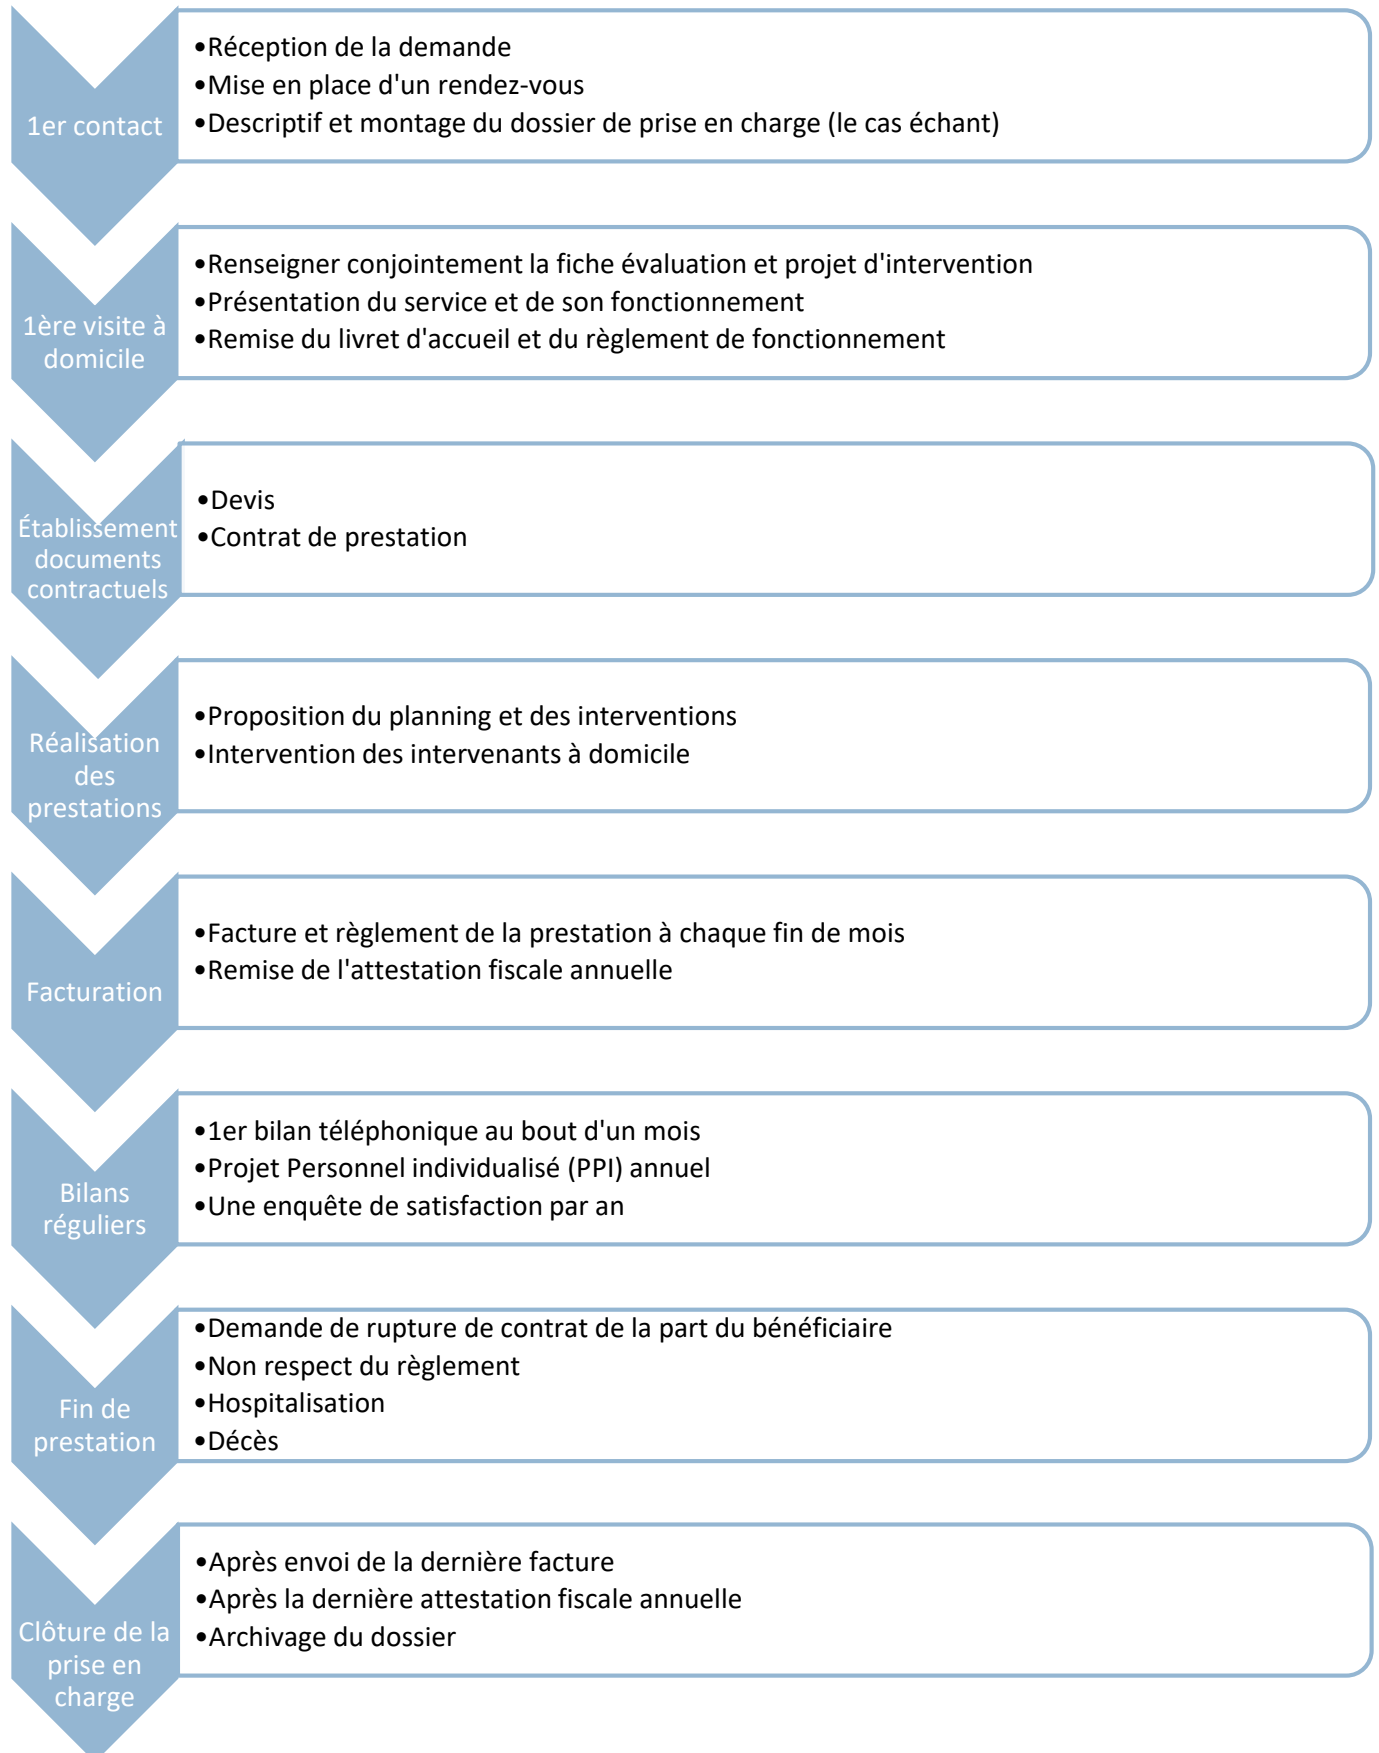 1er contact
•Réception de la demande
•Mise en place d'un rendez-vous
•Descriptif et montage du dossier de prise en charge (le cas échant)
1ère visite à
domicile
•Renseigner conjointement la fiche évaluation et projet d'intervention
•Présentation du service et de son fonctionnement
•Remise du livret d'accueil et du règlement de fonctionnement
Établissement
documents
contractuels
•Devis
•Contrat de prestation
Réalisation
des
prestations
•Proposition du planning et des interventions
•Intervention des intervenants à domicile
Facturation
•Facture et règlement de la prestation à chaque fin de mois
•Remise de l'attestation fiscale annuelle
Bilans
réguliers
•1er bilan téléphonique au bout d'un mois
•Projet Personnel individualisé (PPI) annuel
•Une enquête de satisfaction par an
Fin de
prestation
•Demande de rupture de contrat de la part du bénéficiaire
•Non respect du règlement
•Hospitalisation
•Décès
Clôture de la
prise en
charge
•Après envoi de la dernière facture
•Après la dernière attestation fiscale annuelle
•Archivage du dossier